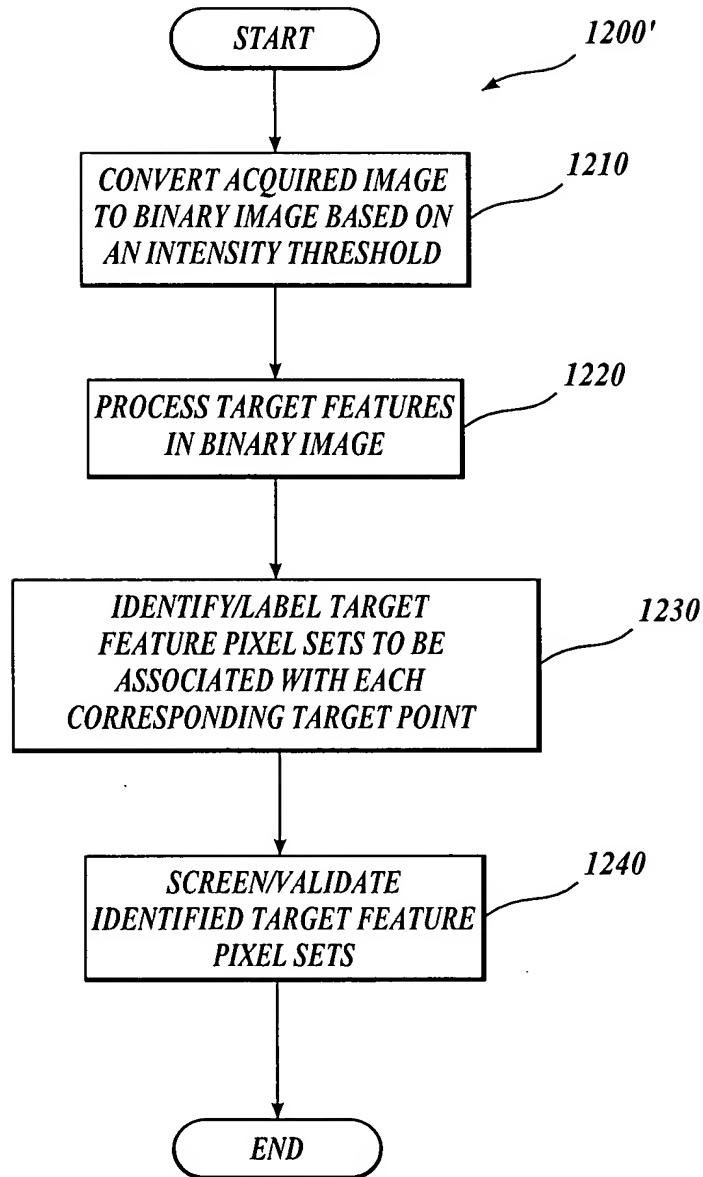 START
1200'
1210
CONVERT ACQUIRED IMAGE
TO BINARY IMAGE BASED ON
AN INTENSITY THRESHOLD
1220
PROCESS TARGET FEATURES
IN BINARY IMAGE
1230
IDENTIFY/LABEL TARGET
FEATURE PIXEL SETS TO BE
ASSOCIATED WITH EACH
CORRESPONDING TARGET POINT
1240
SCREEN/VALIDATE
IDENTIFIED TARGET FEATURE
PIXEL SETS
END